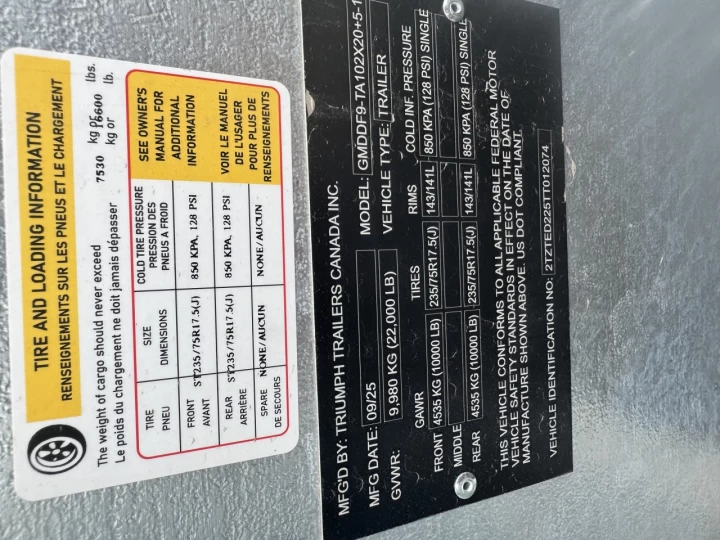 TIRE AND LOADING INFORMATION
RENSEIGNEMENTS SUR LES PNEUS ET LE CHARGEMENT
The weight of cargo should never exceed
Le poids du chargement ne doit jamais dépasser
7530 kg or 16600 lbs.
kg or lb.
TIRE PNEU
SIZE DIMENSIONS
COLD TIRE PRESSURE PRESSION DES PNEUS A FROID
FRONT AVANT
ST235/75R17.5(J)
850 KPA, 128 PSI
REAR ARRIÈRE
ST235/75R17.5(J)
850 KPA, 128 PSI
SPARE DE SECOURS
NONE/AUCUN
NONE/AUCUN
SEE OWNER'S
MANUAL FOR
ADDITIONAL
INFORMATION
VOIR LE MANUEL
DE L'USAGER
POUR PLUS DE
RENSEIGNEMENTS
MFG'D BY: TRIUMPH TRAILERS CANADA INC.
MFG DATE: 09/25 MODEL: GMDDF9-TA102X20+5-1
GVWR: 9,980 KG (22,000 LB) VEHICLE TYPE: TRAILER
GAWR TIRES RIMS COLD INF. PRESSURE
FRONT 4535 KG (10000 LB) 235/75R17.5(J) 143/141L 850 KPA (128 PSI) SINGLE
MIDDLE
REAR 4535 KG (10000 LB) 235/75R17.5(J) 143/141L 850 KPA (128 PSI) SINGLE
THIS VEHICLE CONFORMS TO ALL APPLICABLE FEDERAL MOTOR
VEHICLE SAFETY STANDARDS IN EFFECT ON THE DATE OF
MANUFACTURE SHOWN ABOVE. US DOT COMPLIANT.
VEHICLE IDENTIFICATION NO: 21ZTED225TT012074